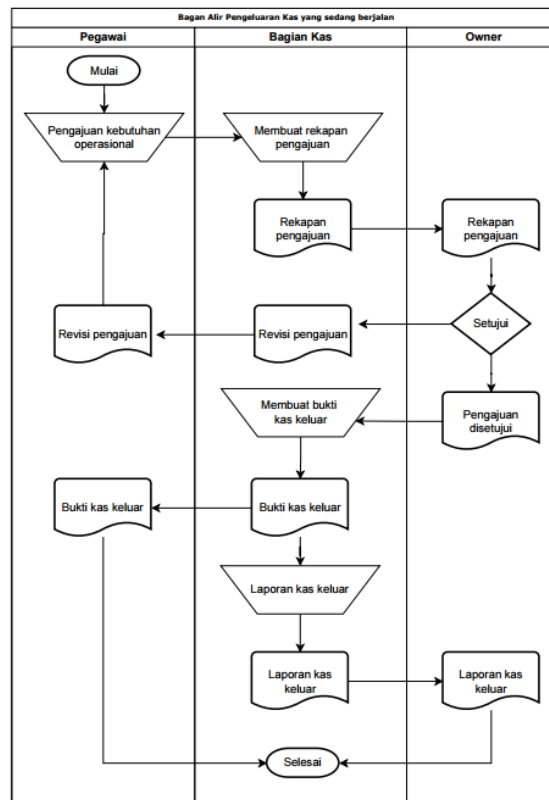 Bagan Alir Pengeluaran Kas yang sedang berjalan
Pegawai
Bagian Kas
Owner
Mulai
Pengajuan kebutuhan
operasional
Membuat rekapan
pengajuan
Rekapan
pengajuan
Rekapan
pengajuan
Setujui
Revisi pengajuan
Revisi pengajuan
Pengajuan
disetujui
Membuat bukti
kas keluar
Bukti kas keluar
Bukti kas keluar
Laporan kas keluar
Laporan kas
keluar
Laporan kas
keluar
Selesai